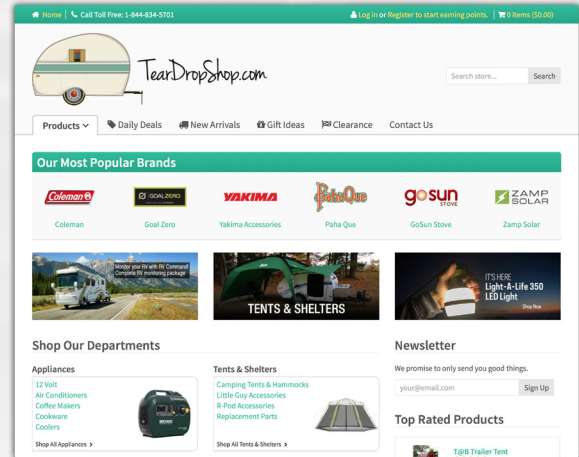 Home | Call Toll Free: 1-844-834-5701
Log in or Register to start earning points. | 0 items ($0.00)
TearDropShop.com
Search store... Search
Products Daily Deals New Arrivals Gift Ideas Clearance Contact Us
Our Most Popular Brands
Coleman GOALZERO YAKIMA PahaQue gosun STOVE ZAMP SOLAR
Coleman Goal Zero Yakima Accessories Paha Que GoSun Stove Zamp Solar
Monitor your RV with RV Command!
Complete RV monitoring package
TENTS & SHELTERS
IT'S HERE
Light-A-Life 350
LED Light
Shop Now
Shop Our Departments
Appliances
12 Volt
Air Conditioners
Coffee Makers
Cookware
Coolers
Shop All Appliances >
Tents & Shelters
Camping Tents & Hammocks
Little Guy Accessories
R-Pod Accessories
Replacement Parts
Shop All Tents & Shelters >
Newsletter
We promise to only send you good things.
your@email.com Sign Up
Top Rated Products
T@B Trailer Tent